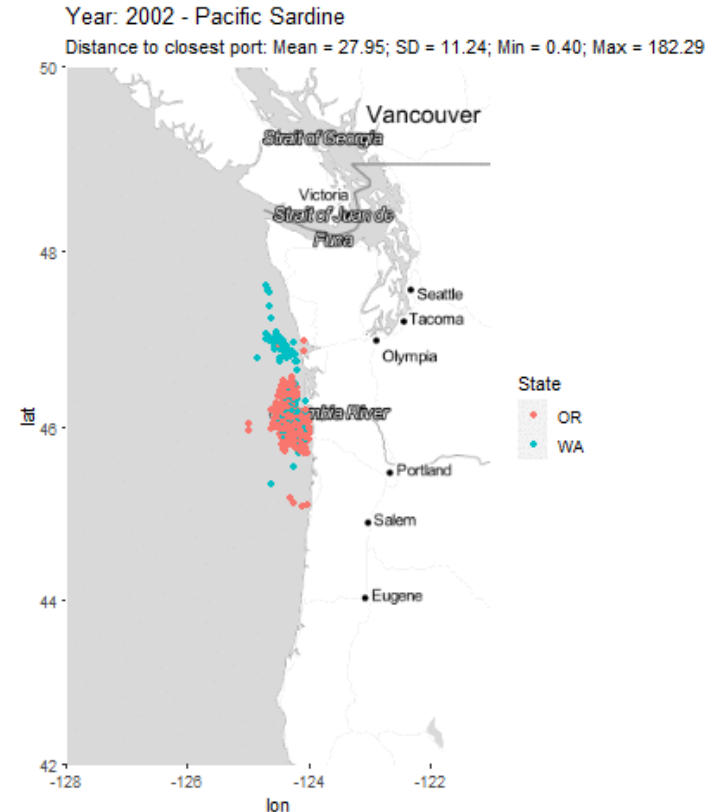 Year: 2002 - Pacific Sardine
Distance to closest port: Mean = 27.95; SD = 11.24; Min = 0.40; Max = 182.29
50
Vancouver
Strait of Georgia
Victoria
Strait of Juan de
Fuca
48
Seattle
Tacoma
Olympia
State
OR
WA
lat
46
mbia River
Portland
Salem
44
Eugene
42
-128
-126
-124
-122
lon